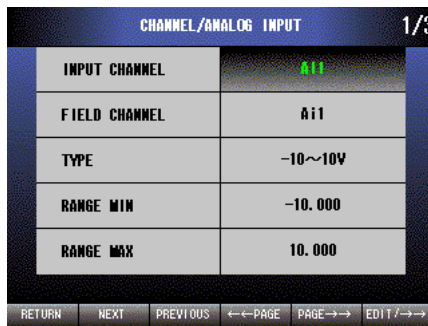 CHANNEL/ANALOG INPUT 1/3
INPUT CHANNEL AI1
FIELD CHANNEL Ai1
TYPE -10~10V
RANGE MIN -10.000
RANGE MAX 10.000
RETURN NEXT PREVIOUS ←←PAGE PAGE→→ EDIT/→→